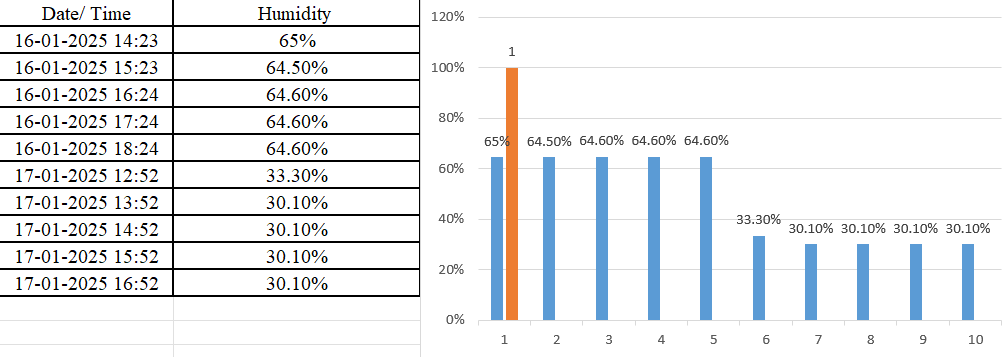 Date/ Time Humidity
16-01-2025 14:23 65%
16-01-2025 15:23 64.50%
16-01-2025 16:24 64.60%
16-01-2025 17:24 64.60%
16-01-2025 18:24 64.60%
17-01-2025 12:52 33.30%
17-01-2025 13:52 30.10%
17-01-2025 14:52 30.10%
17-01-2025 15:52 30.10%
17-01-2025 16:52 30.10%
120%
1
100%
80%
65% 64.50% 64.60% 64.60% 64.60%
60%
40%
33.30% 30.10% 30.10% 30.10% 30.10%
20%
0%
1 2 3 4 5 6 7 8 9 10